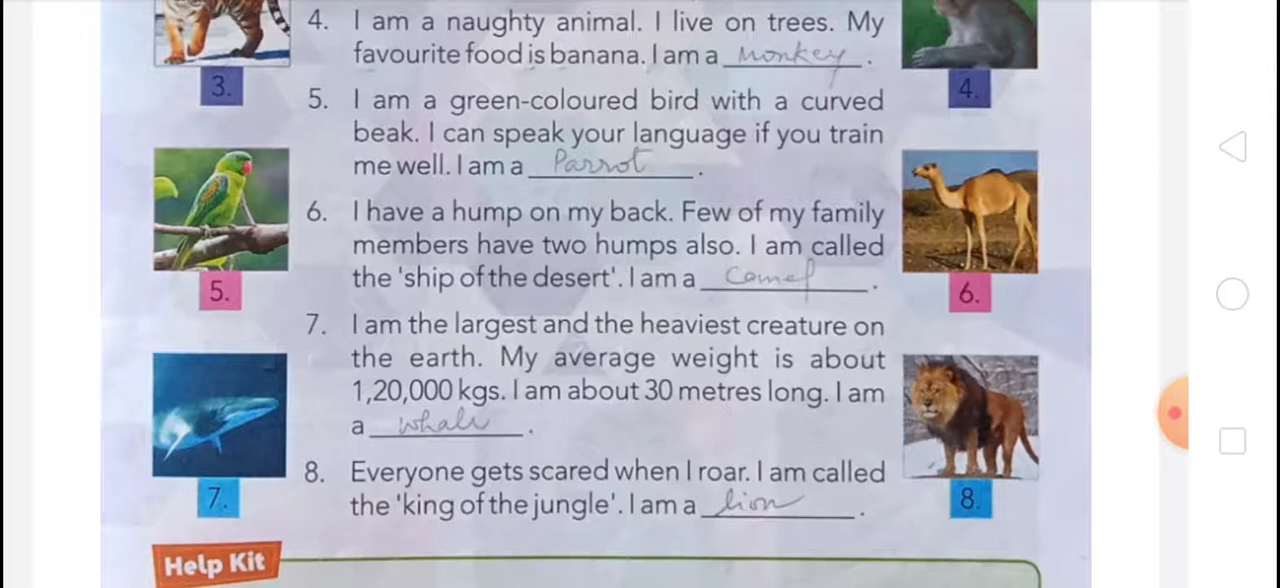 4. I am a naughty animal. I live on trees. My
favourite food is banana. I am a monkey.
3.
4.
5. I am a green-coloured bird with a curved
beak. I can speak your language if you train
me well. I am a Parrot.
5.
6. I have a hump on my back. Few of my family
members have two humps also. I am called
the 'ship of the desert'. I am a Camel.
6.
7. I am the largest and the heaviest creature on
the earth. My average weight is about
1,20,000 kgs. I am about 30 metres long. I am
a whale.
7.
8. Everyone gets scared when I roar. I am called
the 'king of the jungle'. I am a lion.
8.
Help Kit